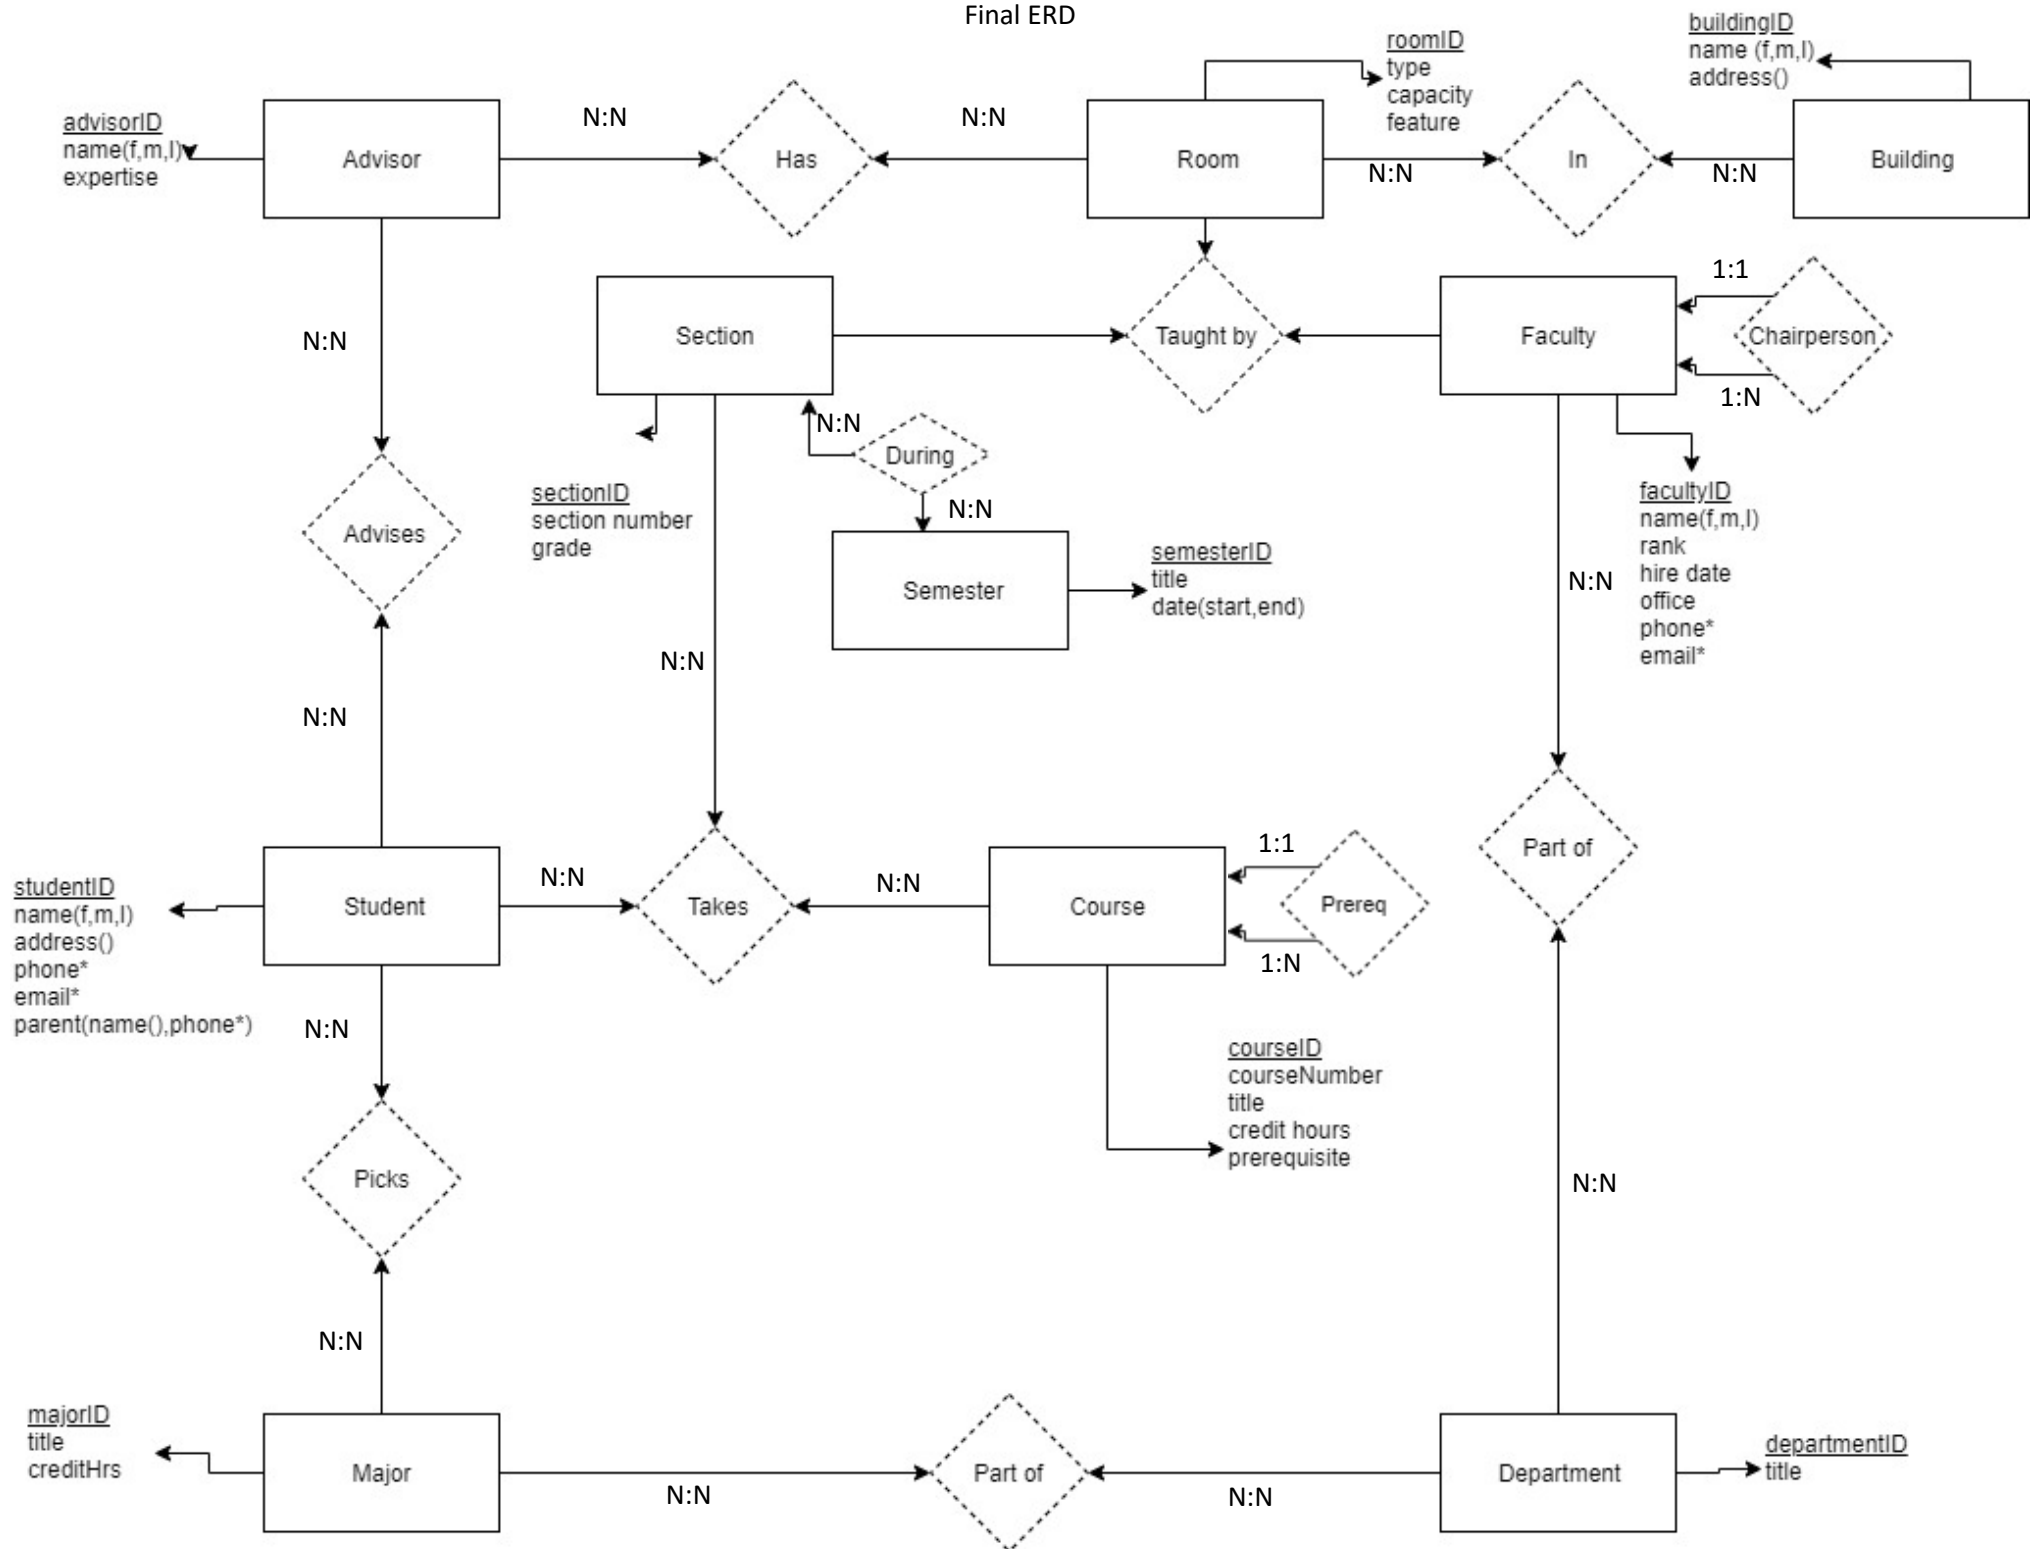 Final ERD
buildingID
name (f,m,l)
address()
roomID
type
capacity
feature
advisorID
name(f,m,l)
expertise
Advisor
N:N
Has
N:N
Room
N:N
In
N:N
Building
N:N
Section
Taught by
Faculty
1:1
Chairperson
1:N
N:N
During
N:N
sectionID
section number
grade
Semester
semesterID
title
date(start,end)
facultyID
name(f,m,l)
rank
hire date
office
phone*
email*
N:N
Advises
N:N
N:N
Part of
studentID
name(f,m,l)
address()
phone*
email*
parent(name(),phone*)
Student
N:N
Takes
N:N
Course
1:1
Prereq
1:N
N:N
courseID
courseNumber
title
credit hours
prerequisite
Picks
N:N
N:N
majorID
title
creditHrs
Major
N:N
Part of
N:N
Department
departmentID
title